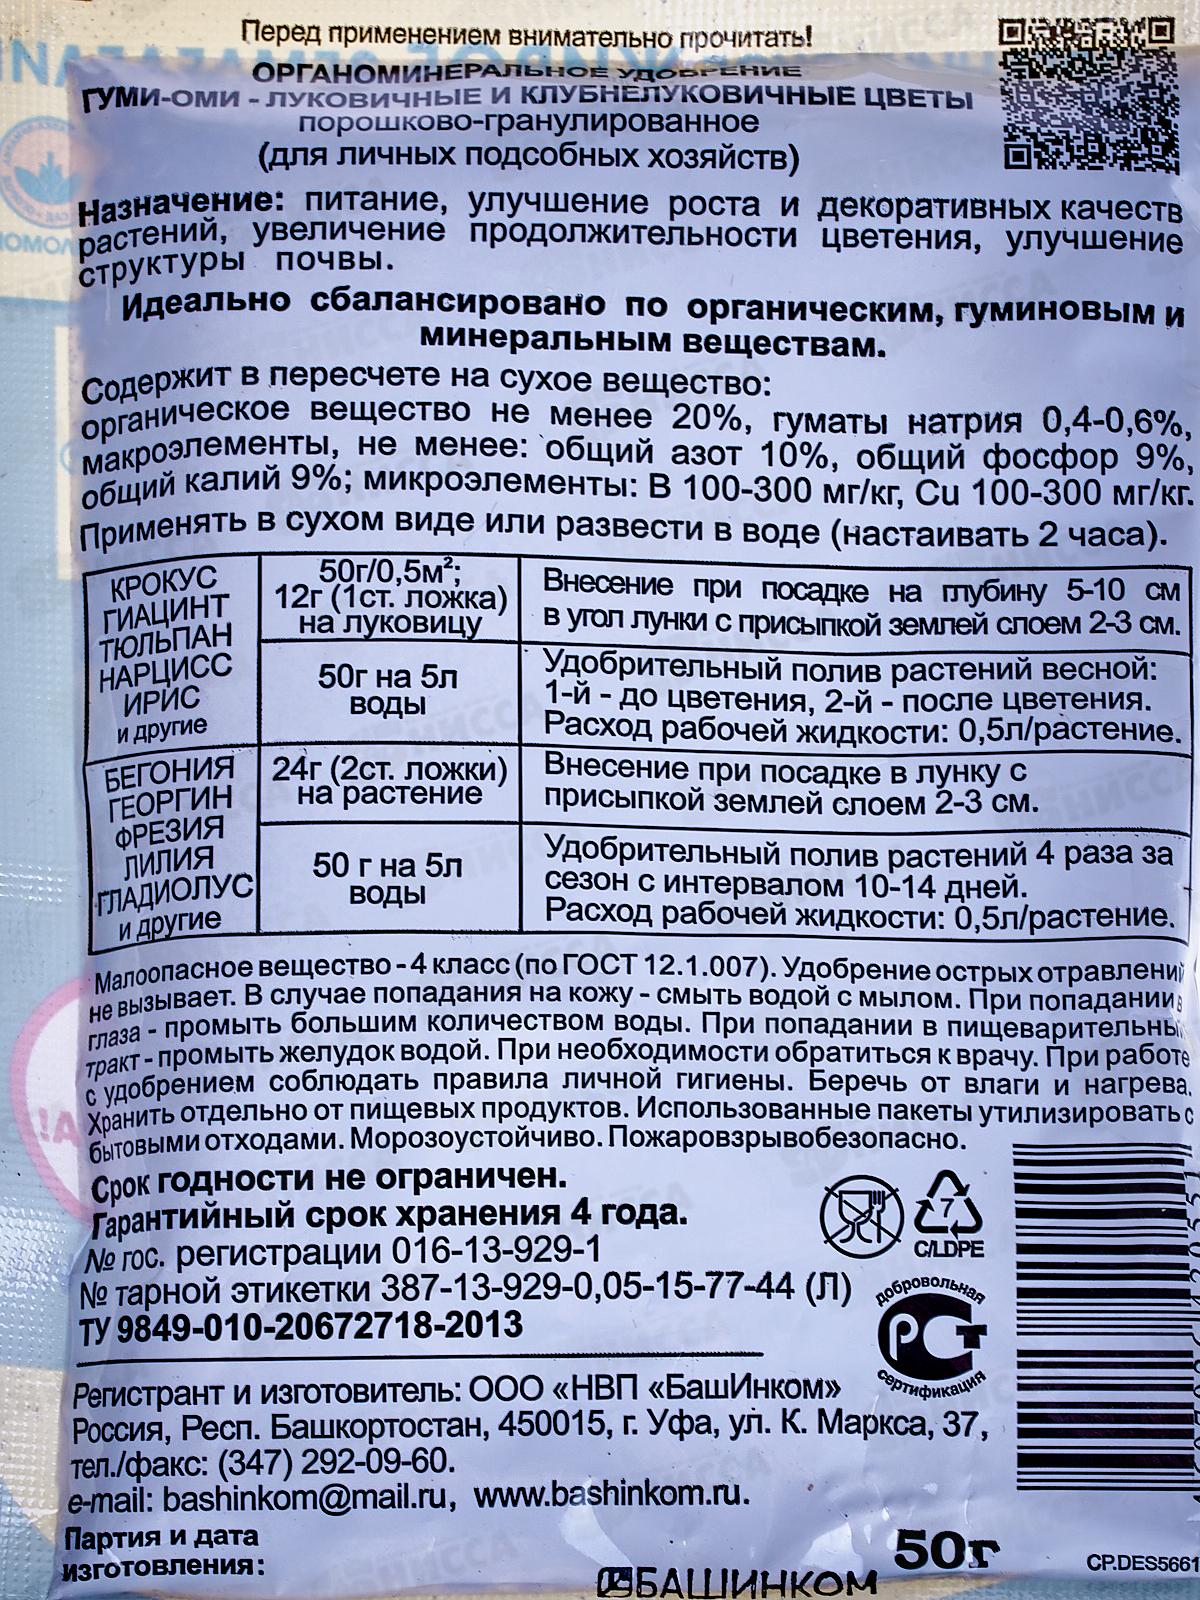 Перед применением внимательно прочитать!
ОРГАНОМИНЕРАЛЬНОЕ УДОБРЕНИЕ
ГУМИ-ОМИ - ЛУКОВИЧНЫЕ И КЛУБНЕЛУКОВИЧНЫЕ ЦВЕТЫ
порошково-гранулированное
(для личных подсобных хозяйств)
Назначение: питание, улучшение роста и декоративных качеств
растений, увеличение продолжительности цветения, улучшение
структуры почвы.
Идеально сбалансировано по органическим, гуминовым и
минеральным веществам.
Содержит в пересчете на сухое вещество:
органическое вещество не менее 20%, гуматы натрия 0,4-0,6%,
макроэлементы, не менее: общий азот 10%, общий фосфор 9%,
общий калий 9%; микроэлементы: В 100-300 мг/кг, Cu 100-300 мг/кг.
Применять в сухом виде или развести в воде (настаивать 2 часа).
КРОКУС
ГИАЦИНТ
ТЮЛЬПАН
НАРЦИСС
ИРИС
и другие
50г/0,5м²;
12г (1ст. ложка)
на луковицу
Внесение при посадке на глубину 5-10 см
в угол лунки с присыпкой землей слоем 2-3 см.
50г на 5л
воды
Удобрительный полив растений весной:
1-й - до цветения, 2-й - после цветения.
Расход рабочей жидкости: 0,5л/растение.
БЕГОНИЯ
ГЕОРГИН
ФРЕЗИЯ
ЛИЛИЯ
ГЛАДИОЛУС
и другие
24г (2ст. ложки)
на растение
Внесение при посадке в лунку с
присыпкой землей слоем 2-3 см.
50 г на 5л
воды
Удобрительный полив растений 4 раза за
сезон с интервалом 10-14 дней.
Расход рабочей жидкости: 0,5л/растение.
Малоопасное вещество - 4 класс (по ГОСТ 12.1.007). Удобрение острых отравлений
не вызывает. В случае попадания на кожу - смыть водой с мылом. При попадании в
глаза - промыть большим количеством воды. При попадании в пищеварительный
тракт - промыть желудок водой. При необходимости обратиться к врачу. При работе
с удобрением соблюдать правила личной гигиены. Беречь от влаги и нагрева.
Хранить отдельно от пищевых продуктов. Использованные пакеты утилизировать с
бытовыми отходами. Морозоустойчиво. Пожаровзрывобезопасно.
Срок годности не ограничен.
Гарантийный срок хранения 4 года.
№ гос. регистрации 016-13-929-1
№ тарной этикетки 387-13-929-0,05-15-77-44 (Л)
ТУ 9849-010-20672718-2013
7
C/LDPE
добровольная
РСТ
сертификация
Регистрант и изготовитель: ООО «НВП «БашИнком»
Россия, Респ. Башкортостан, 450015, г. Уфа, ул. К. Маркса, 37,
тел./факс: (347) 292-09-60.
e-mail: bashinkom@mail.ru, www.bashinkom.ru.
Партия и дата
изготовления:
50г
CP.DES5661
БАШИНКОМ